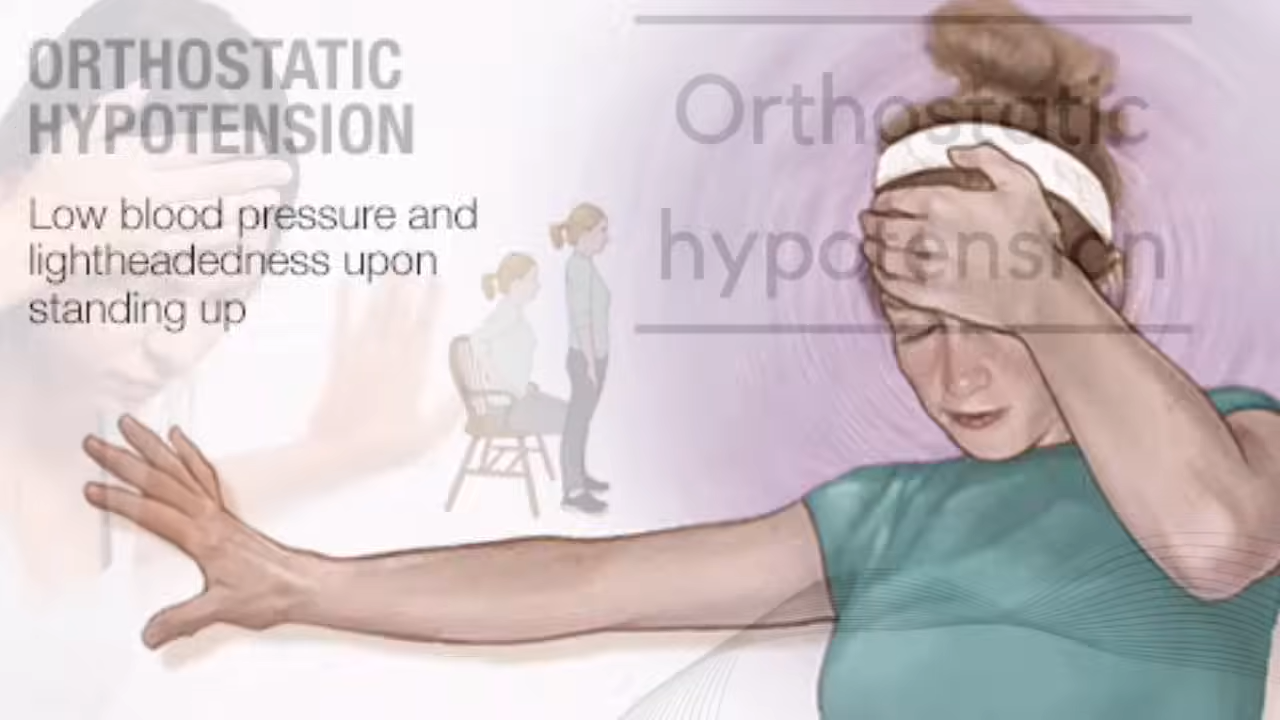 ORTHOSTATIC
HYPOTENSION
Low blood pressure and
lightheadedness upon
standing up
Orthostatic
hypotension